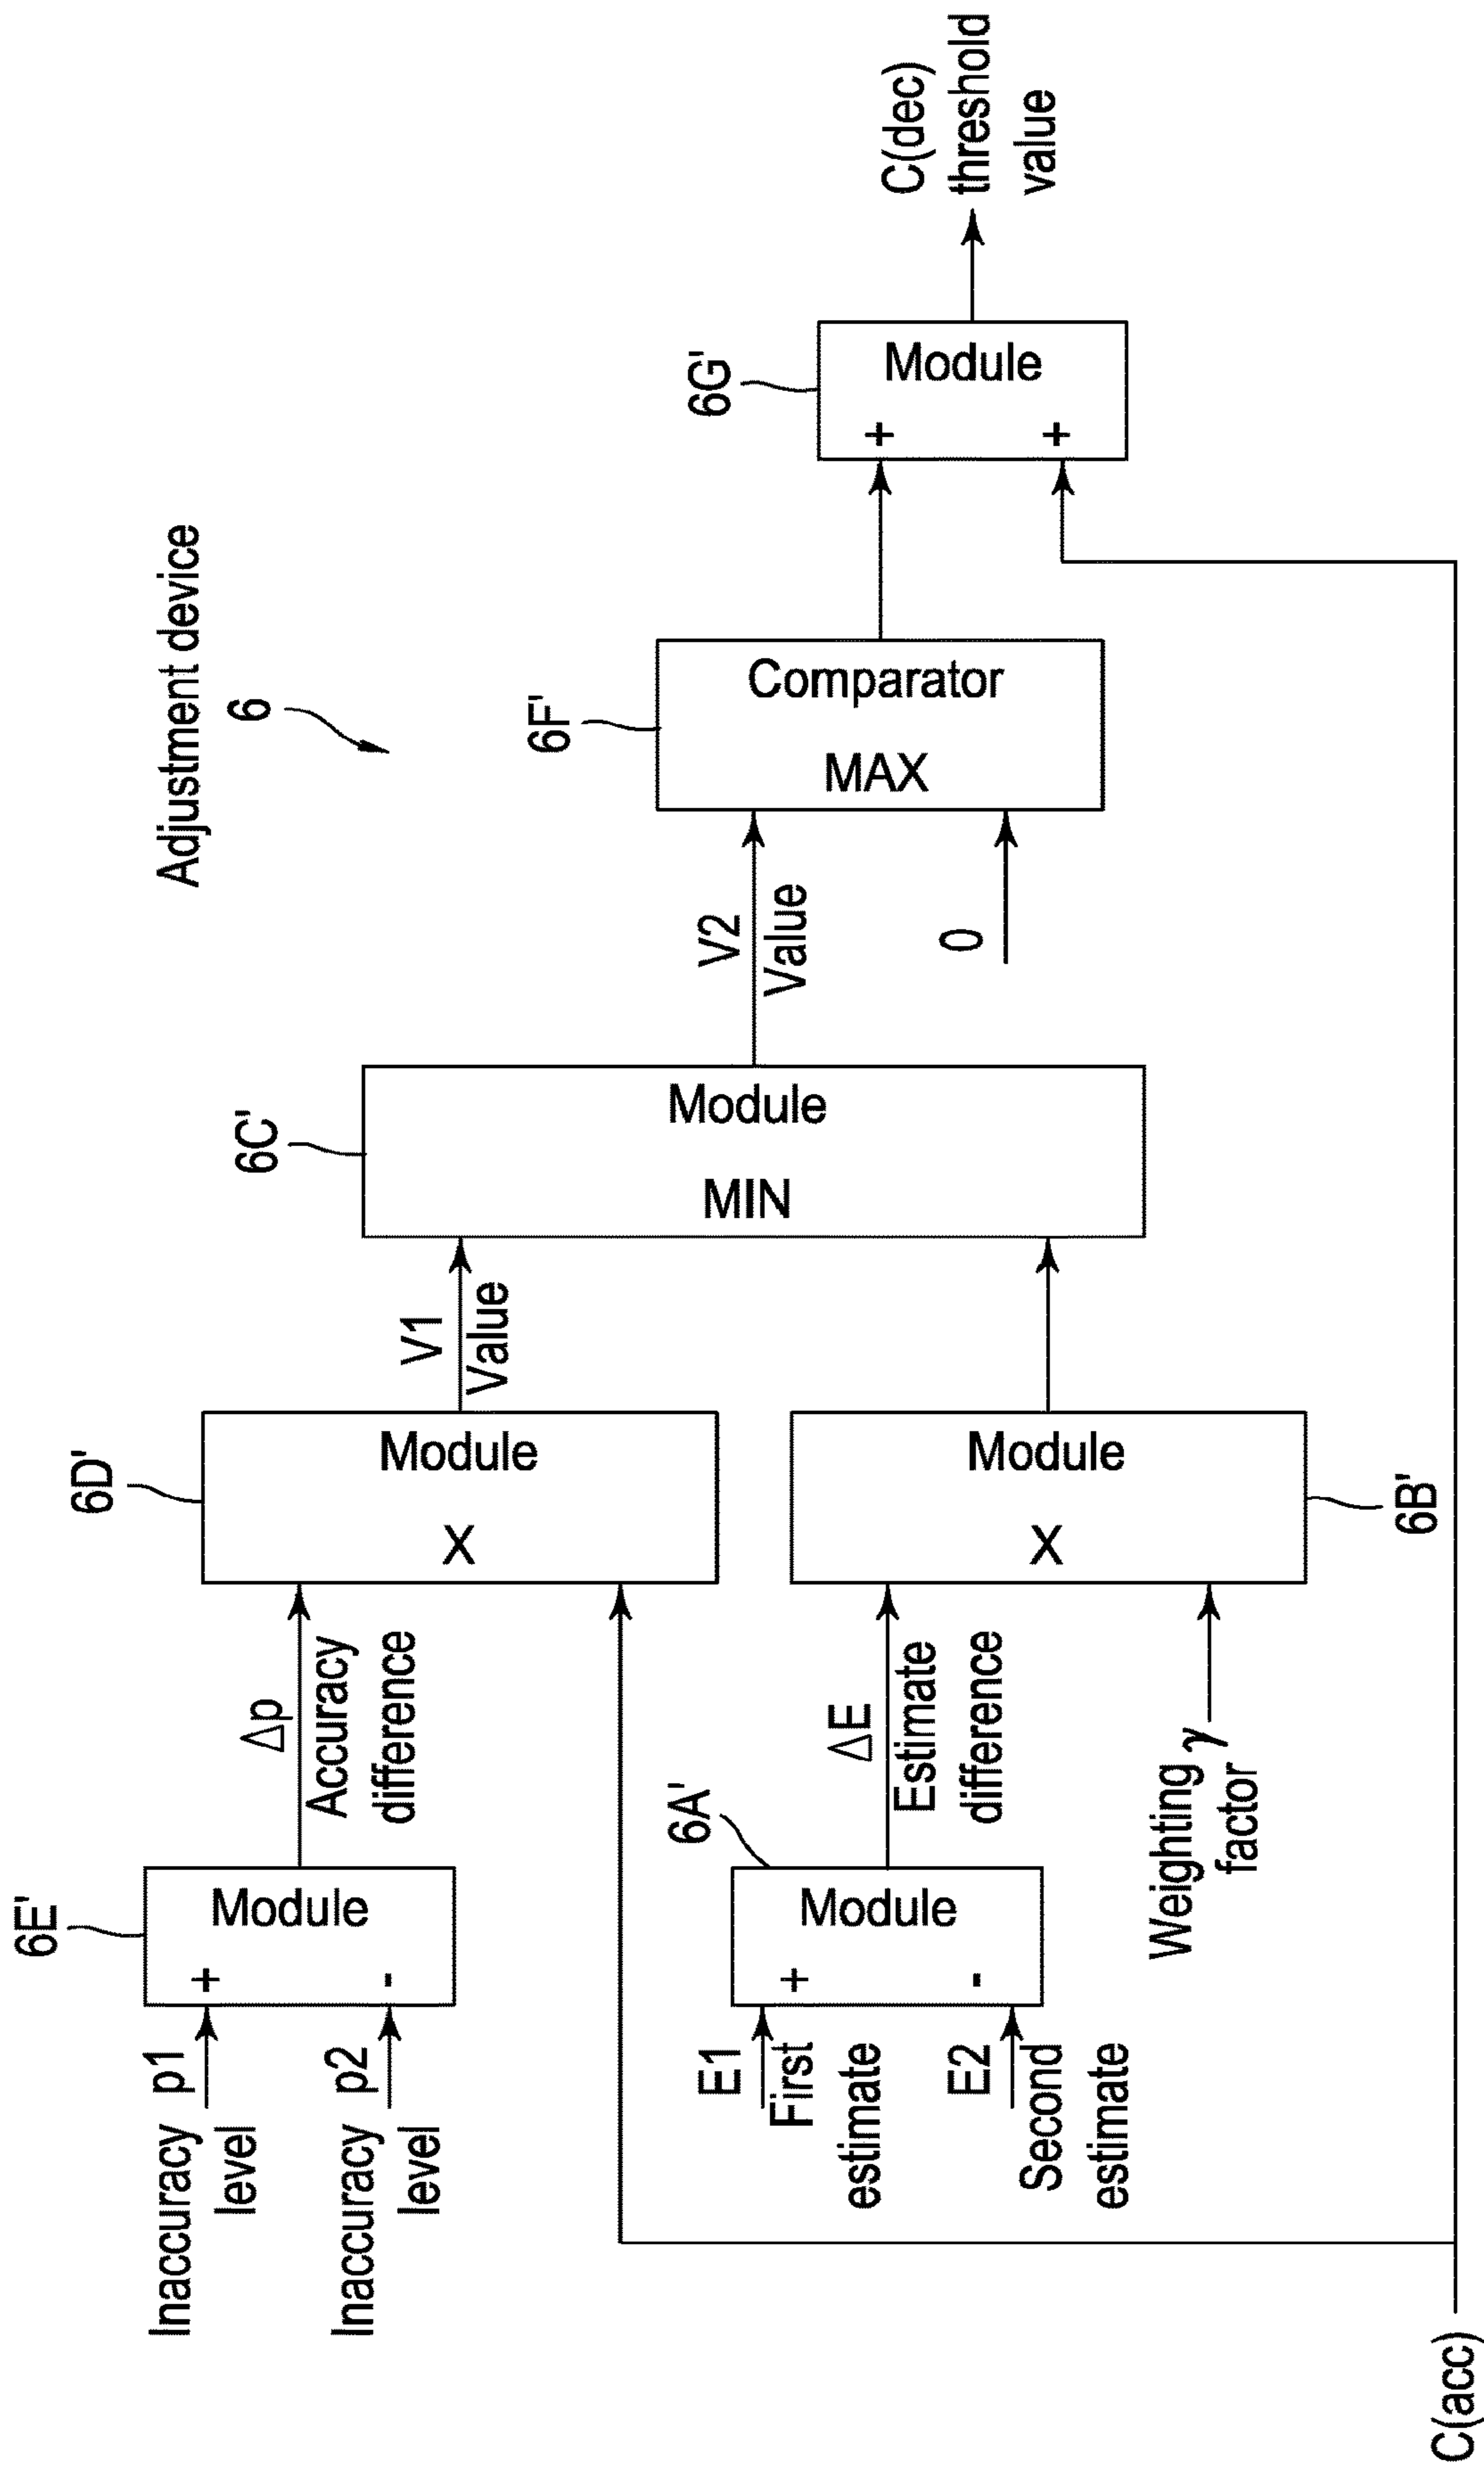 Adjustment device
6
6E'
Inaccuracy p1
level
Inaccuracy p2
level
Module
+
-
Δp
Accuracy
difference
6D'
Module
X
V1
Value
6A'
E1
First
estimate
E2
Second
estimate
Module
+
-
ΔE
Estimate
difference
Weighting γ
factor
6B'
Module
X
6C'
Module
MIN
V2
Value
0
6F'
Comparator
MAX
6G'
Module
+
+
C(dec)
threshold
value
C(acc)